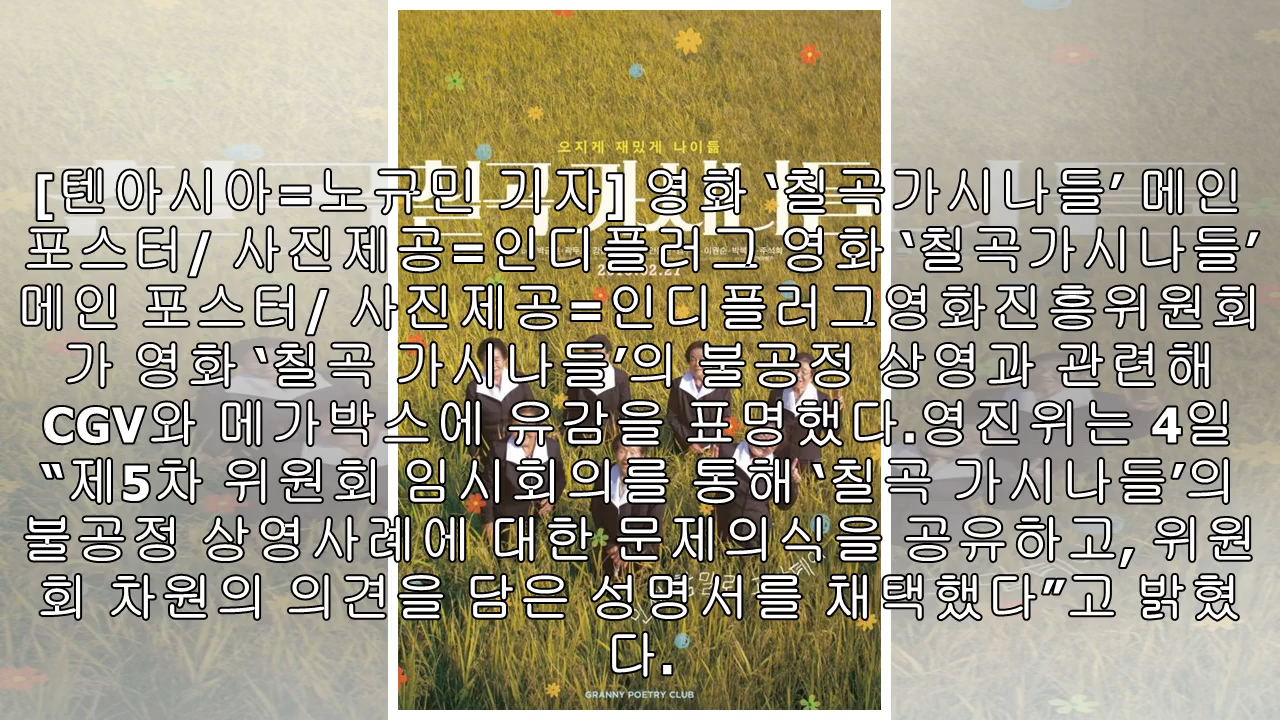 오지게 재밌게 나이듦
칠곡 가시나들
[텐아시아=노규민 기자] 영화 ‘칠곡가시나들’ 메인
포스터/ 사진제공=인디플러그 영화 ‘칠곡가시나들’
메인 포스터/ 사진제공=인디플러그영화진흥위원회
가 영화 ‘칠곡 가시나들’의 불공정 상영과 관련해
CGV와 메가박스에 유감을 표명했다.영진위는 4일
“제5차 위원회 임시회의를 통해 ‘칠곡 가시나들’의
불공정 상영사례에 대한 문제의식을 공유하고, 위원
회 차원의 의견을 담은 성명서를 채택했다”고 밝혔
다.
GRANNY POETRY CLUB